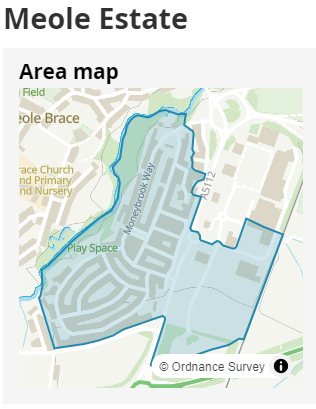 Meole Estate
Area map
Field
eole Brace
race Church
nd Primary
nd Nursery
Moneybrook Way
A5112
Play Space
© Ordnance Survey